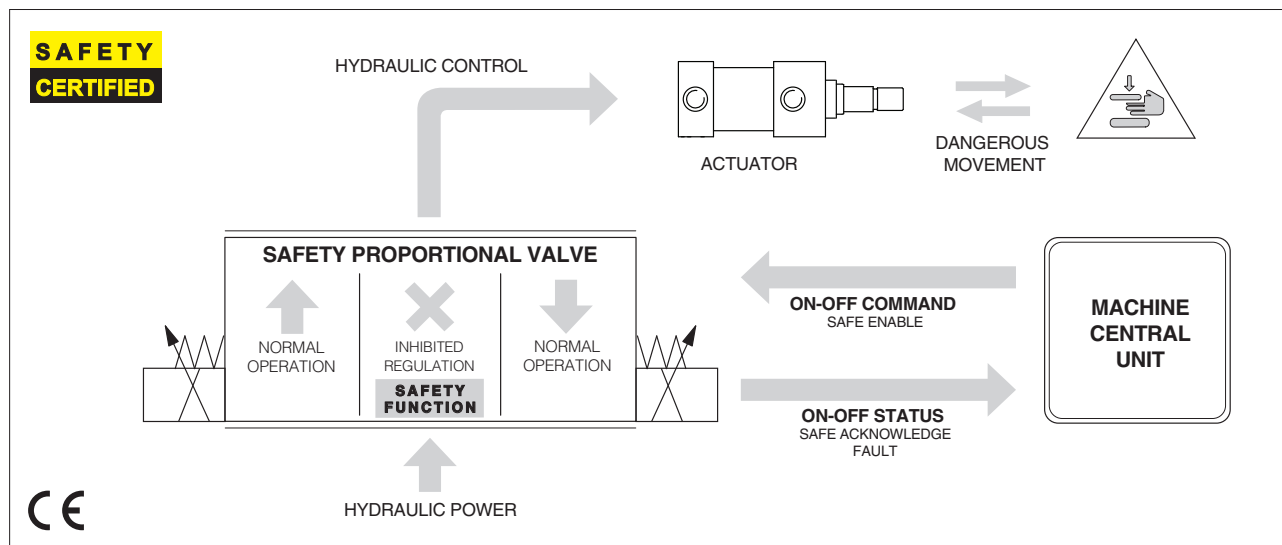 SAFETY
CERTIFIED
HYDRAULIC CONTROL
ACTUATOR
DANGEROUS
MOVEMENT
SAFETY PROPORTIONAL VALVE
NORMAL
OPERATION
INHIBITED
REGULATION
SAFETY
FUNCTION
NORMAL
OPERATION
ON-OFF COMMAND
SAFE ENABLE
ON-OFF STATUS
SAFE ACKNOWLEDGE
FAULT
MACHINE
CENTRAL
UNIT
HYDRAULIC POWER
CE